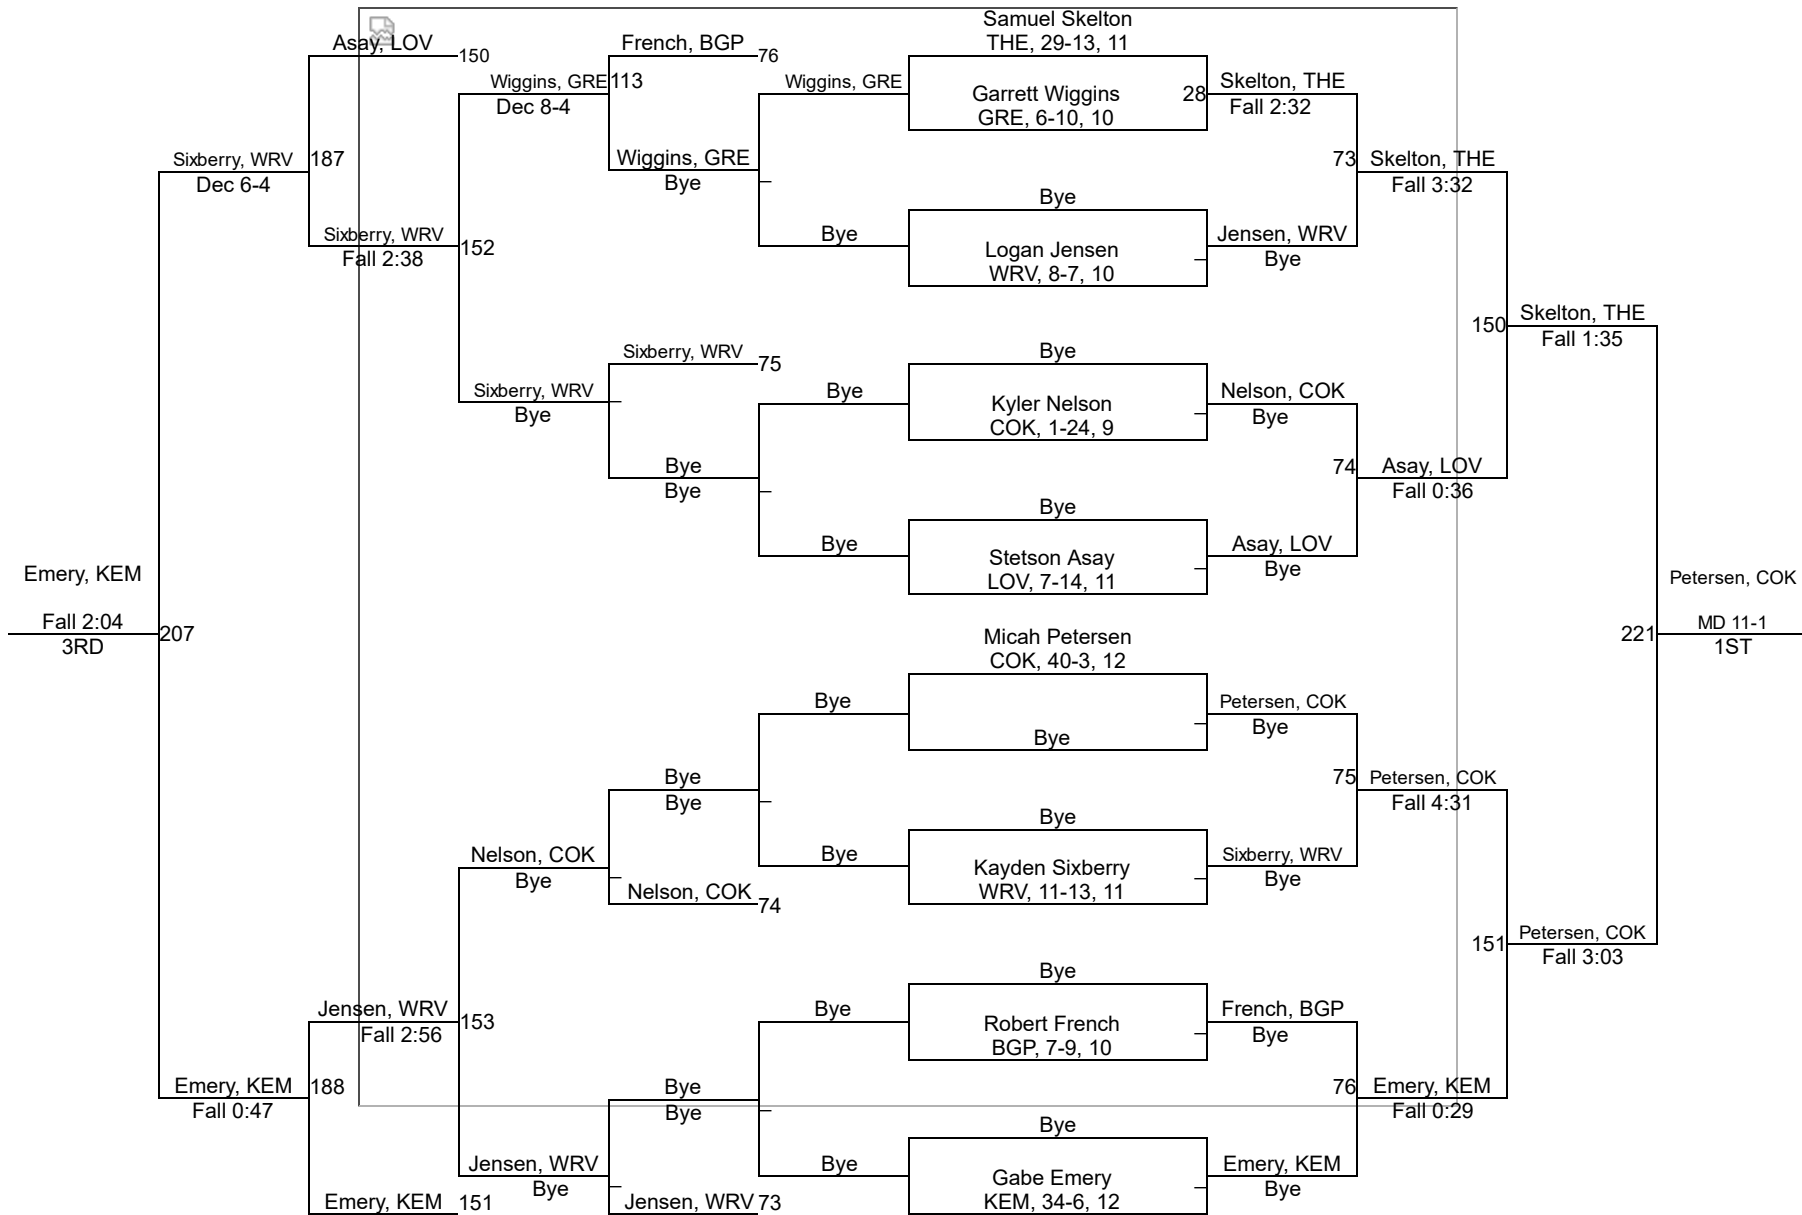 Samuel Skelton
THE, 29-13, 11
Asay, LOV
150
French, BGP
76
Wiggins, GRE
113
Dec 8-4
Wiggins, GRE
Garrett Wiggins
GRE, 6-10, 10
28
Skelton, THE
Fall 2:32
Sixberry, WRV
187
Dec 6-4
Wiggins, GRE
Bye
73
Skelton, THE
Fall 3:32
Bye
Sixberry, WRV
152
Fall 2:38
Bye
Logan Jensen
WRV, 8-7, 10
Jensen, WRV
Bye
150
Skelton, THE
Fall 1:35
Sixberry, WRV
75
Bye
Sixberry, WRV
Bye
Bye
Kyler Nelson
COK, 1-24, 9
Nelson, COK
Bye
Bye
Bye
74
Asay, LOV
Fall 0:36
Bye
Bye
Stetson Asay
LOV, 7-14, 11
Asay, LOV
Bye
Emery, KEM
Fall 2:04
3RD
207
Petersen, COK
221
MD 11-1
1ST
Micah Petersen
COK, 40-3, 12
Bye
Bye
Petersen, COK
Bye
Bye
Bye
75
Petersen, COK
Fall 4:31
Bye
Nelson, COK
Bye
Bye
Kayden Sixberry
WRV, 11-13, 11
Sixberry, WRV
Bye
Nelson, COK
74
151
Petersen, COK
Fall 3:03
Bye
Jensen, WRV
153
Fall 2:56
Bye
Robert French
BGP, 7-9, 10
French, BGP
Bye
Emery, KEM
188
Fall 0:47
Bye
Bye
76
Emery, KEM
Fall 0:29
Bye
Jensen, WRV
Bye
Bye
Gabe Emery
KEM, 34-6, 12
Emery, KEM
Bye
Emery, KEM
151
Jensen, WRV
73